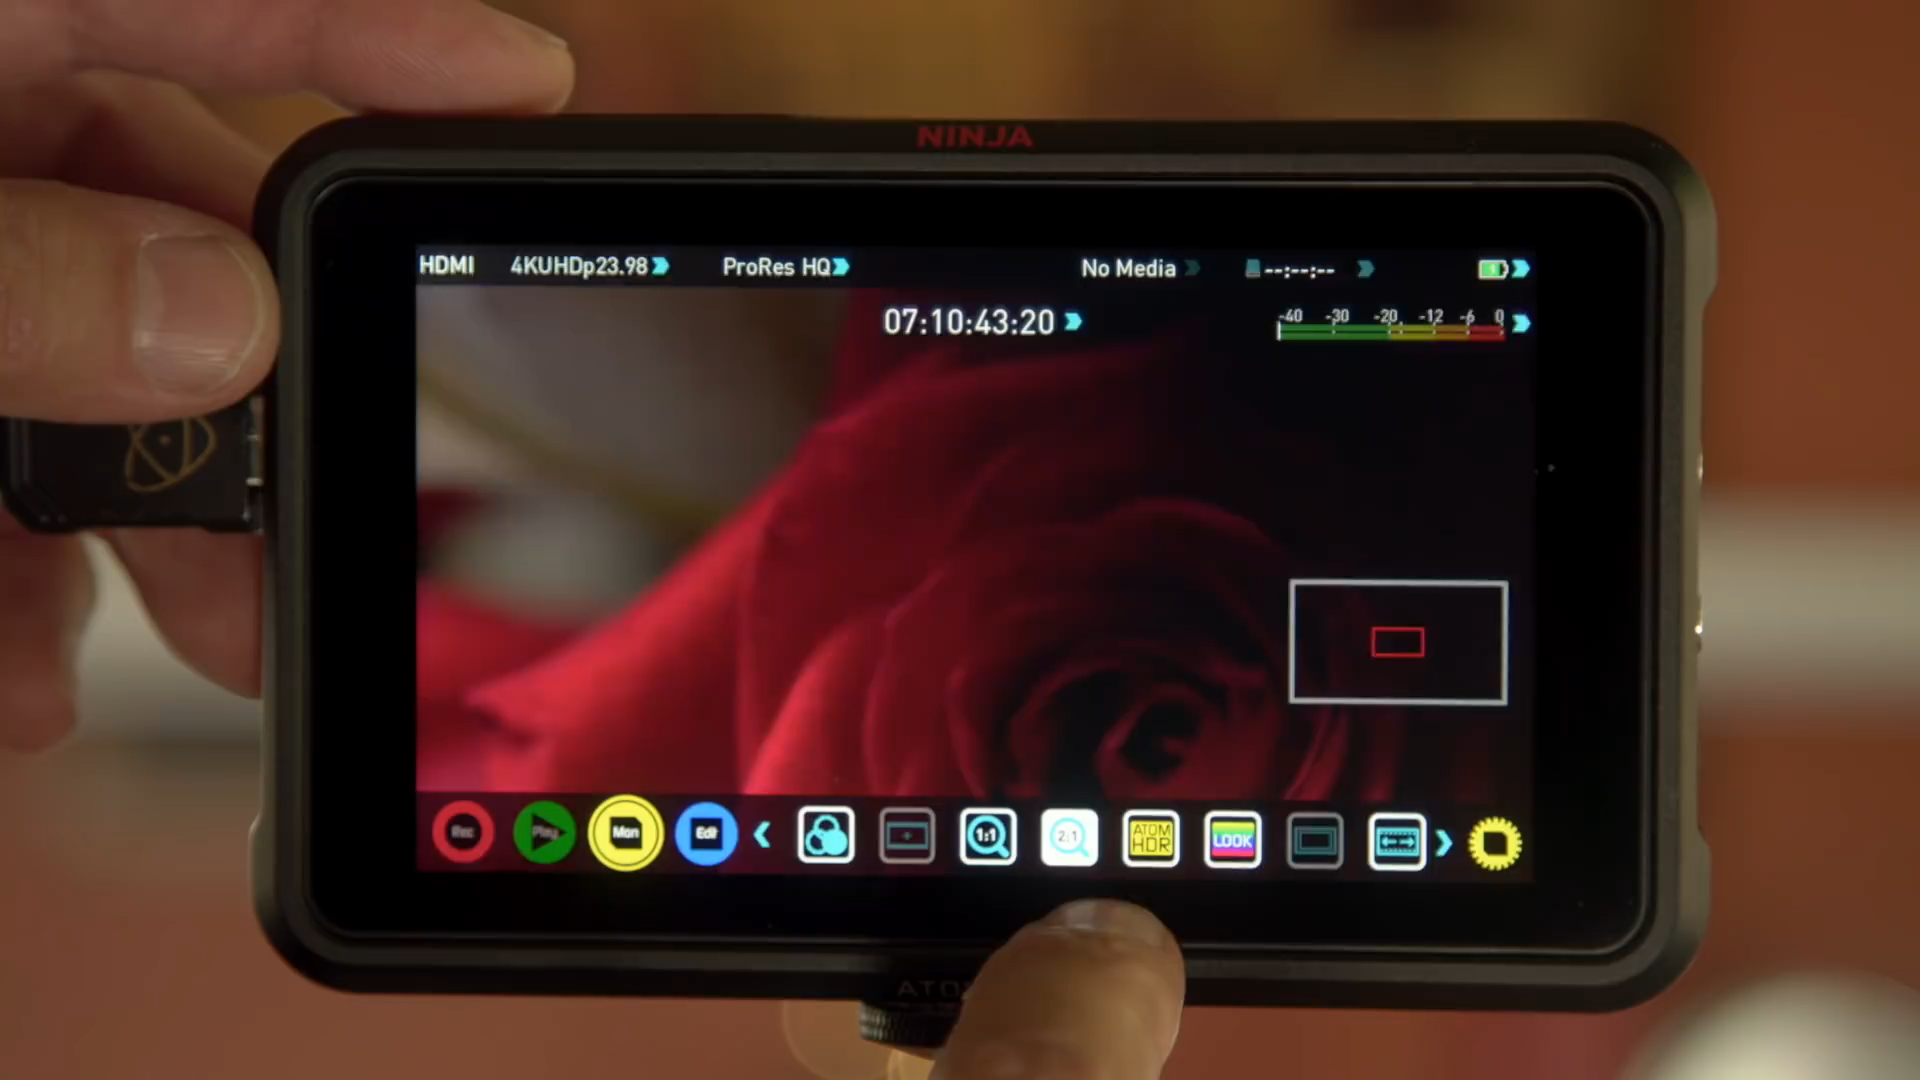 NINJA
HDMI 4KUHDp23.98 ProRes HQ No Media --:--:--
07:10:43:20 -40 -30 -20 -12 -6 0
Rec Play Mon Edit 1:1 2:1 ATOM HDR LOOK